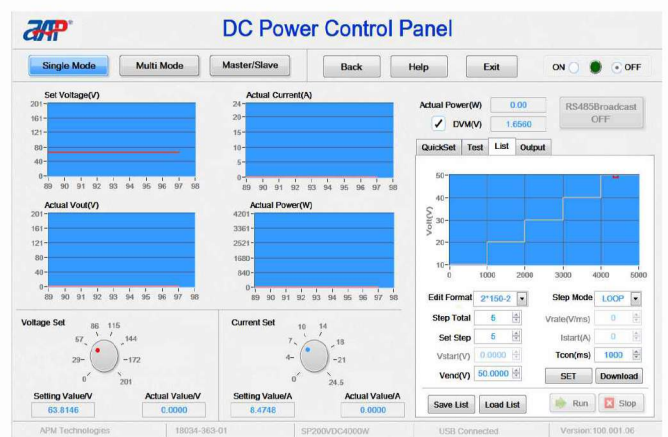 aAP
DC Power Control Panel
Single Mode Multi Mode Master/Slave Back Help Exit ON OFF
Set Voltage(V)
201
161
121
80
40
0
89 90 91 92 93 94 95 96 97 98
Actual Current(A)
24
20
15
10
5
0
89 90 91 92 93 94 95 96 97 98
Actual Power(W) 0.00
DVM(V) 1.6560
RS485Broadcast
OFF
QuickSet Test List Output
Actual Vout(V)
201
161
121
80
40
0
89 90 91 92 93 94 95 96 97 98
Actual Power(W)
4201
3361
2521
1680
840
0
89 90 91 92 93 94 95 96 97 98
Volt(V)
50
40
30
20
10
0 1000 2000 3000 4000 5000
Edit Format 2*150-2 Step Mode LOOP
Step Total 5 Vrate(V/ms) 0
Set Step 5 Istart(A) 0
Vstart(V) 0.0000 Tcon(ms) 1000
Vend(V) 50.0000 SET Download
Save List Load List Run Stop
Voltage Set
0 29 57 86 115 144 172 201
Setting Value/V Actual Value/V
63.8146 0.0000
Current Set
0 4 7 10 14 18 21 24.5
Setting Value/A Actual Value/A
8.4748 0.0000
APM Technologies 18034-363-01 SP200VDC4000W USB Connected Version:100.001.06